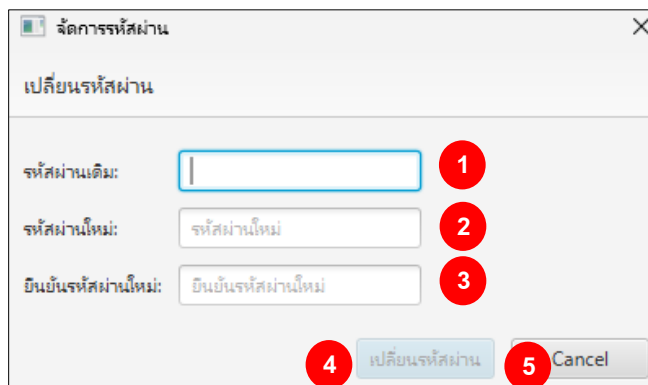 จัดการรหัสผ่าน
เปลี่ยนรหัสผ่าน
รหัสผ่านเดิม: 1
รหัสผ่านใหม่: รหัสผ่านใหม่ 2
ยืนยันรหัสผ่านใหม่: ยืนยันรหัสผ่านใหม่ 3
4 เปลี่ยนรหัสผ่าน 5 Cancel